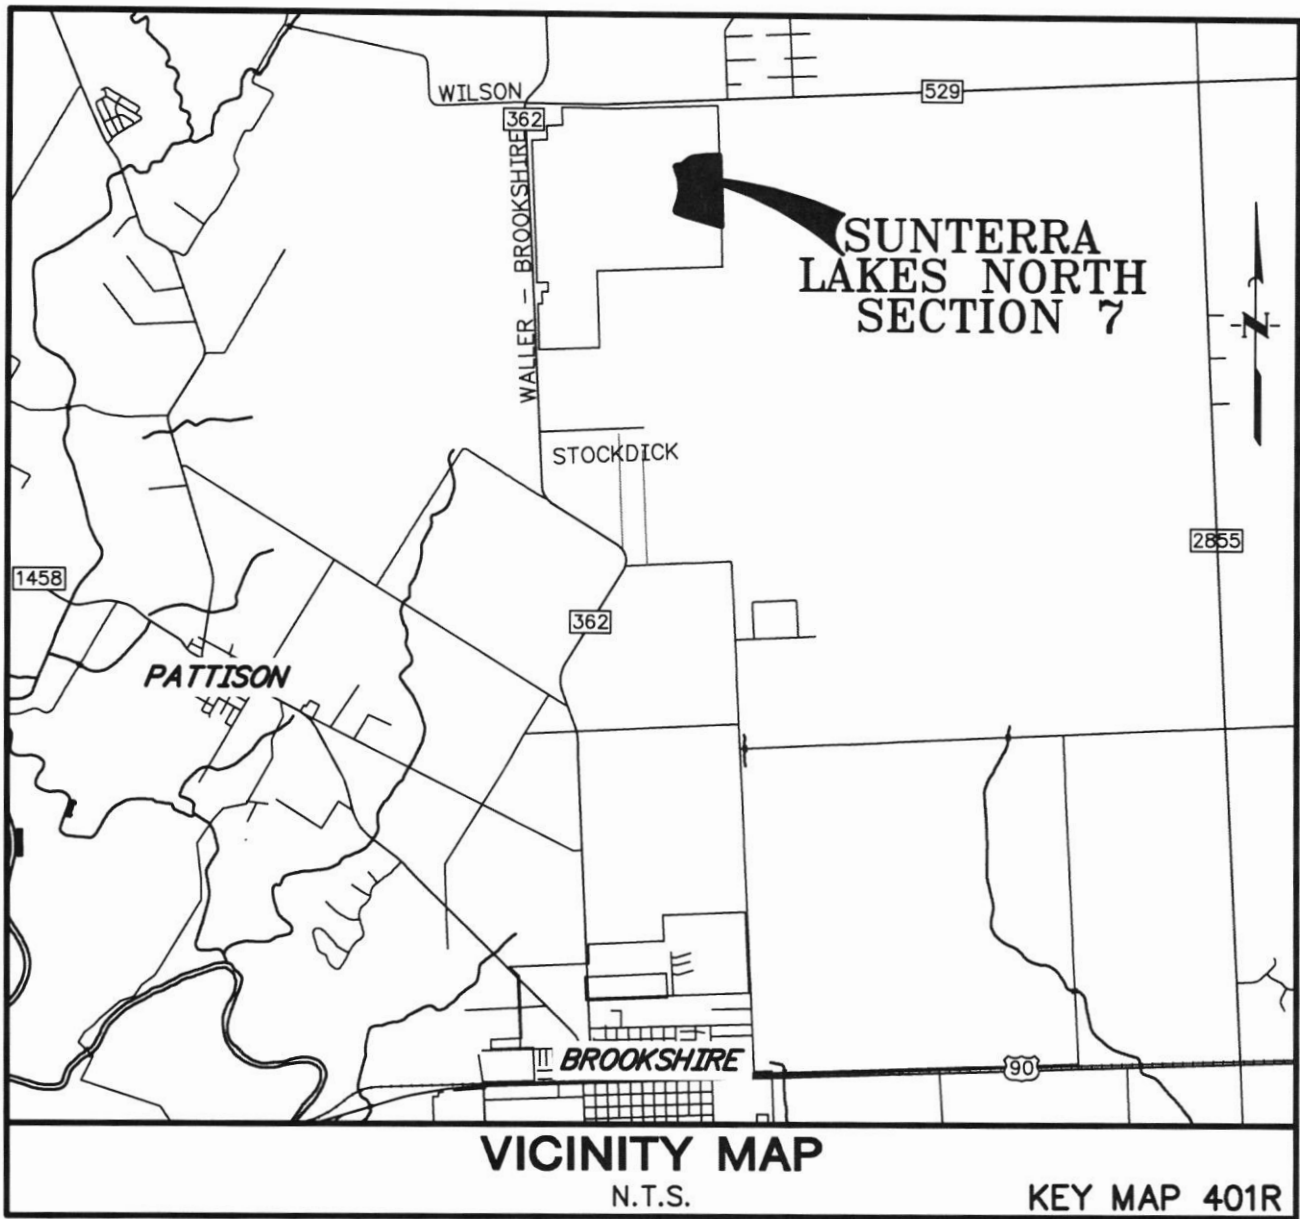 WILSON
529
362
WALLER - BROOKSHIRE
SUNTERRA
LAKES NORTH
SECTION 7
N
STOCKDICK
2855
1458
362
PATTISON
BROOKSHIRE
90
VICINITY MAP
N.T.S.
KEY MAP 401R